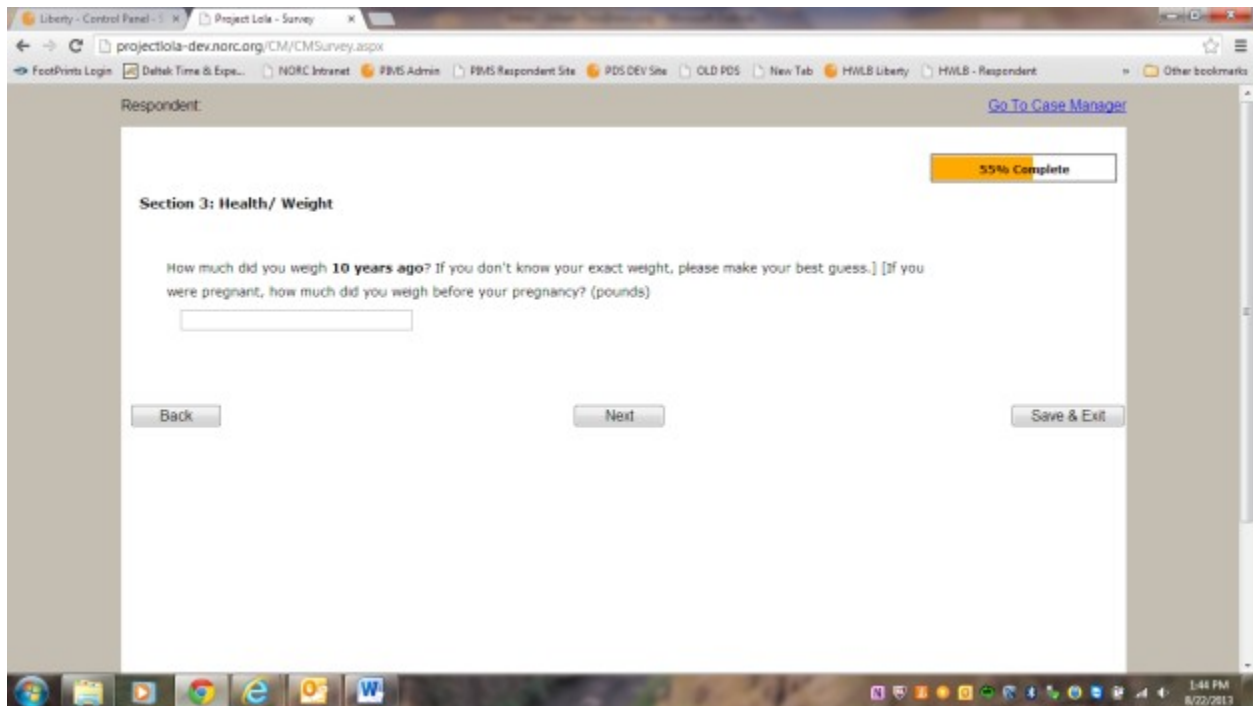 Liberty - Control Panel - S
Project Lola - Survey
projectlola-dev.norc.org/CM/CMSurvey.aspx
FootPrints Login Deltek Time & Expe... NORC Intranet PIMS Admin PIMS Respondent Site PDS DEV Site OLD PDS New Tab HWLB Liberty HWLB - Respondent » Other bookmarks
Respondent: Go To Case Manager
55% Complete
Section 3: Health/ Weight
How much did you weigh 10 years ago? If you don't know your exact weight, please make your best guess.] [If you
were pregnant, how much did you weigh before your pregnancy? (pounds)
Back Next Save & Exit
1:44 PM
8/22/2013